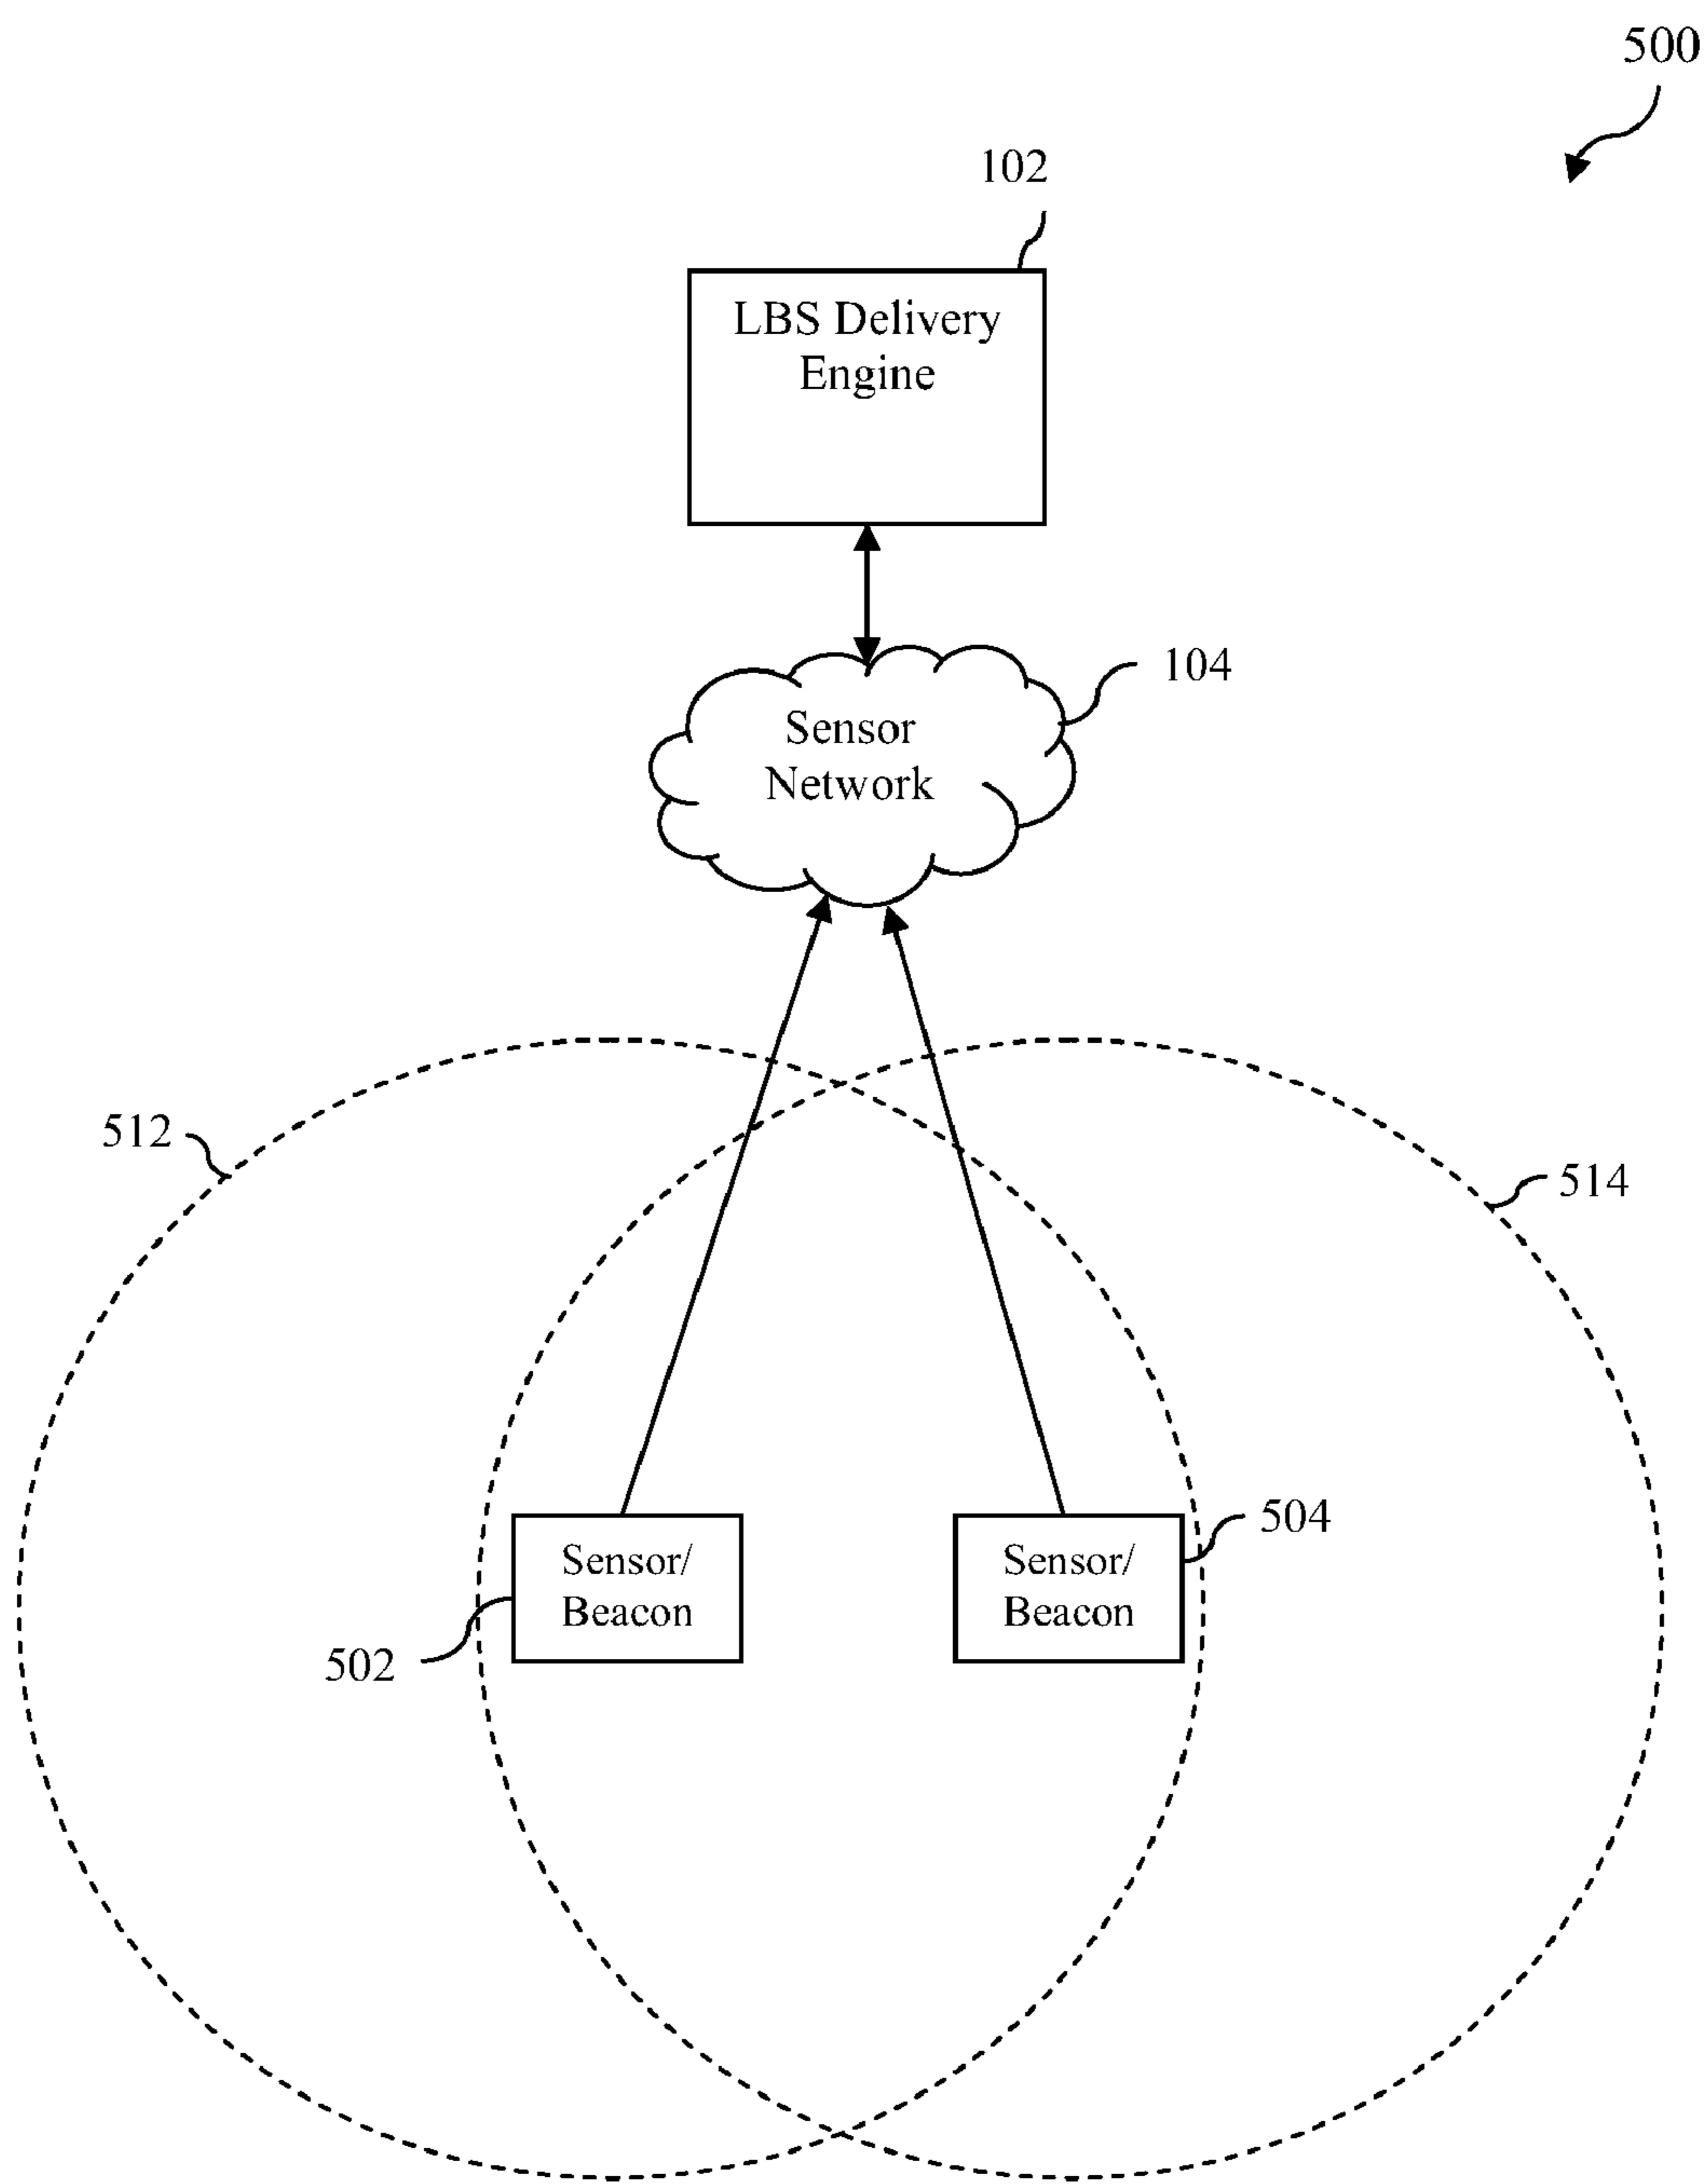 500
102
LBS Delivery
Engine
104
Sensor
Network
512
514
504
Sensor/
Beacon
Sensor/
Beacon
502